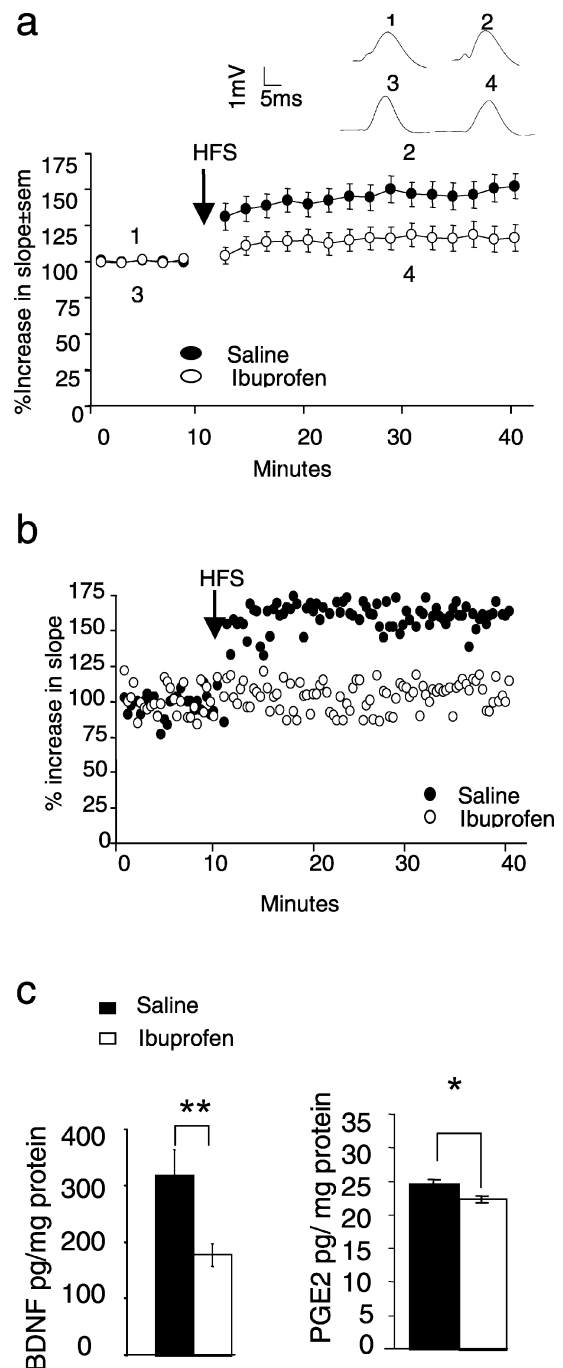 a
1 2
1mV
5ms
3 4
HFS
2
1
3
4
%Increase in slope±sem
175
150
125
100
75
50
25
0
Saline
Ibuprofen
0 10 20 30 40
Minutes
b
HFS
% increase in slope
175
150
125
100
75
50
25
0
Saline
Ibuprofen
0 10 20 30 40
Minutes
c
Saline
Ibuprofen
BDNF pg/mg protein
400
300
200
100
0
**
PGE2 pg/ mg protein
35
30
25
20
15
10
5
0
*